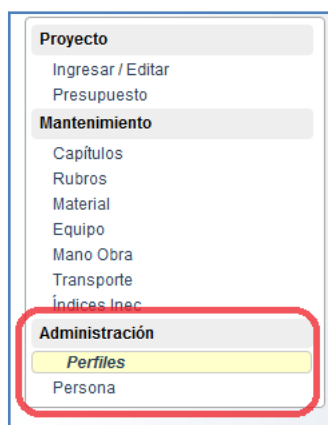 Proyecto
Ingresar / Editar
Presupuesto
Mantenimiento
Capítulos
Rubros
Material
Equipo
Mano Obra
Transporte
Índices Inec
Administración
Perfiles
Persona